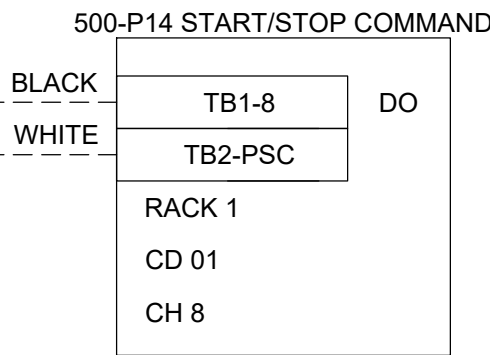 500-P14 START/STOP COMMAND
BLACK
TB1-8
DO
WHITE
TB2-PSC
RACK 1
CD 01
CH 8